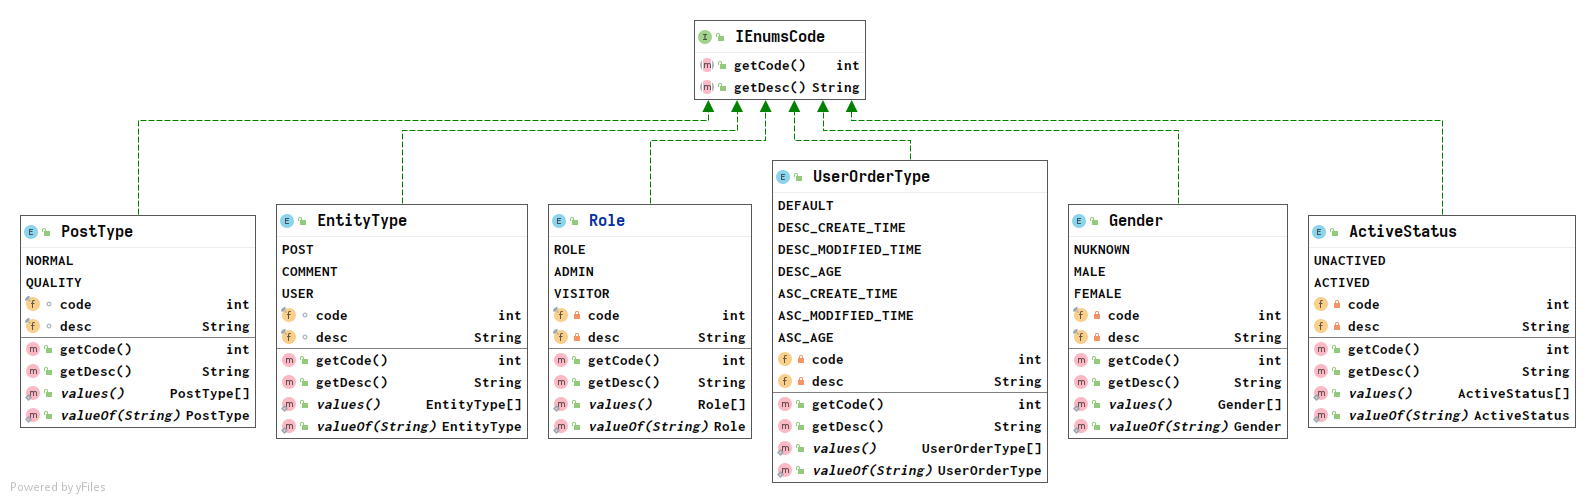 IEnumsCode
getCode() int
getDesc() String
PostType
NORMAL
QUALITY
code int
desc String
getCode() int
getDesc() String
values() PostType[]
valueOf(String) PostType
EntityType
POST
COMMENT
USER
code int
desc String
getCode() int
getDesc() String
values() EntityType[]
valueOf(String) EntityType
Role
ROLE
ADMIN
VISITOR
code int
desc String
getCode() int
getDesc() String
values() Role[]
valueOf(String) Role
UserOrderType
DEFAULT
DESC_CREATE_TIME
DESC_MODIFIED_TIME
DESC_AGE
ASC_CREATE_TIME
ASC_MODIFIED_TIME
ASC_AGE
code int
desc String
getCode() int
getDesc() String
values() UserOrderType[]
valueOf(String) UserOrderType
Gender
NUKNOWN
MALE
FEMALE
code int
desc String
getCode() int
getDesc() String
values() Gender[]
valueOf(String) Gender
ActiveStatus
UNACTIVED
ACTIVED
code int
desc String
getCode() int
getDesc() String
values() ActiveStatus[]
valueOf(String) ActiveStatus
Powered by yFiles